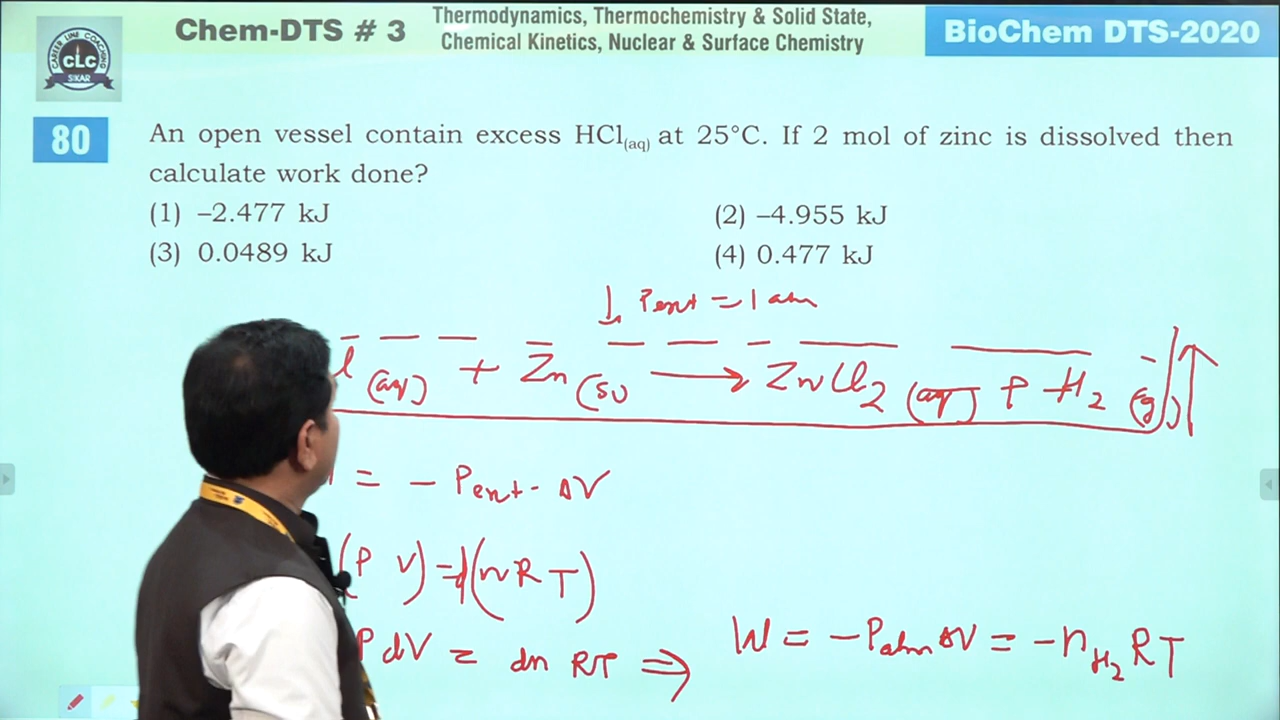 Chem-DTS # 3
Thermodynamics, Thermochemistry & Solid State,
Chemical Kinetics, Nuclear & Surface Chemistry
BioChem DTS-2020
CAREER LINE COACHING
CLC
SIKAR
80
An open vessel contain excess HCl(aq) at 25°C. If 2 mol of zinc is dissolved then
calculate work done?
(1) –2.477 kJ
(2) –4.955 kJ
(3) 0.0489 kJ
(4) 0.477 kJ
↓ Pext = 1 atm
l (aq) + Zn (s) → ZnCl2 (aq) + H2 (g) ↑
= - Pext - ΔV
(P V) = d(nRT)
PdV = dn RT ⇒
W = -Patm ΔV = -nH2 RT